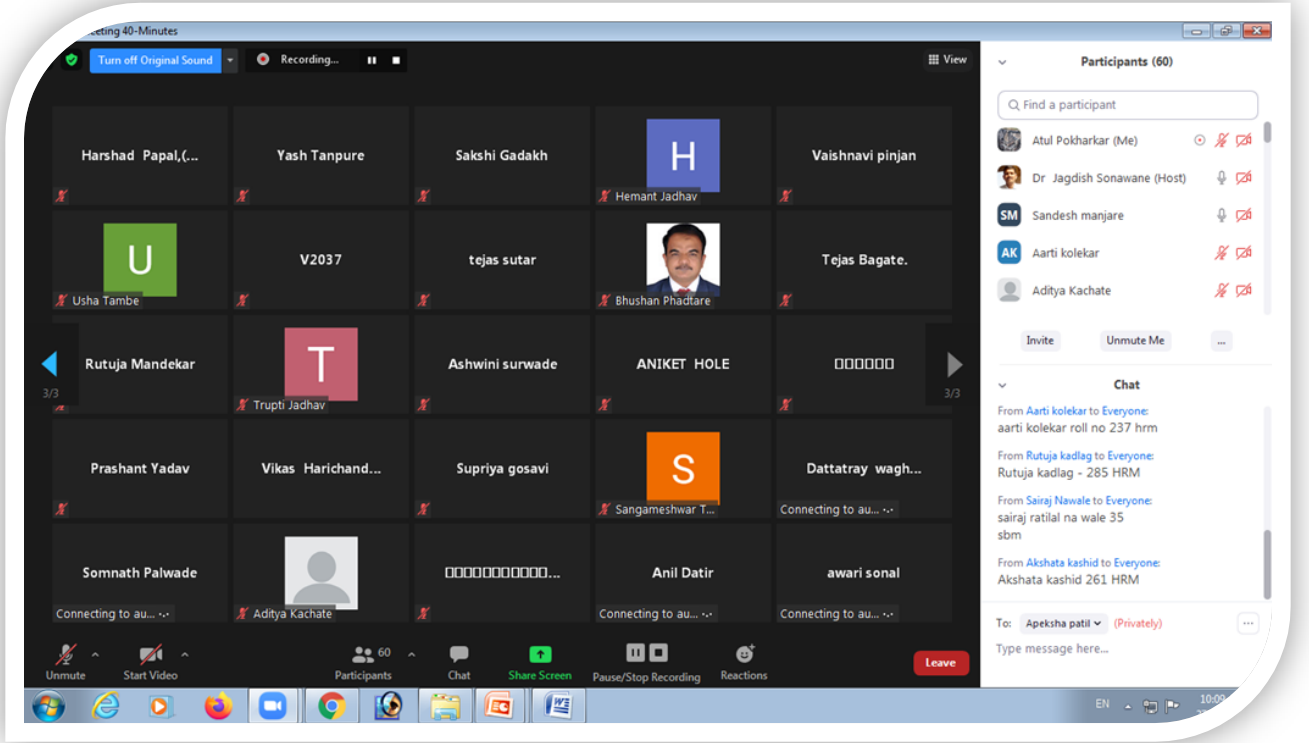 eeting 40-Minutes
Turn off Original Sound
Recording...
View
Harshad Papal,(...
Yash Tanpure
Sakshi Gadakh
H
Hemant Jadhav
Vaishnavi pinjan
U
Usha Tambe
V2037
tejas sutar
Bhushan Phadtare
Tejas Bagate.
Rutuja Mandekar
T
Trupti Jadhav
Ashwini surwade
ANIKET HOLE
□□□□□□
3/3
3/3
Prashant Yadav
Vikas Harichand...
Supriya gosavi
S
Sangameshwar T...
Dattatray wagh...
Connecting to au...
Somnath Palwade
Connecting to au...
Aditya Kachate
□□□□□□□□□□□...
Anil Datir
Connecting to au...
awari sonal
Connecting to au...
Unmute
Start Video
60
Participants
Chat
Share Screen
Pause/Stop Recording
Reactions
Leave
Participants (60)
Find a participant
Atul Pokharkar (Me)
Dr Jagdish Sonawane (Host)
SM Sandesh manjare
AK Aarti kolekar
Aditya Kachate
Invite
Unmute Me
...
Chat
From Aarti kolekar to Everyone:
aarti kolekar roll no 237 hrm
From Rutuja kadlag to Everyone:
Rutuja kadlag - 285 HRM
From Sairaj Nawale to Everyone:
sairaj ratilal na wale 35
sbm
From Akshata kashid to Everyone:
Akshata kashid 261 HRM
To: Apeksha patil (Privately)
...
Type message here...
EN
10:09